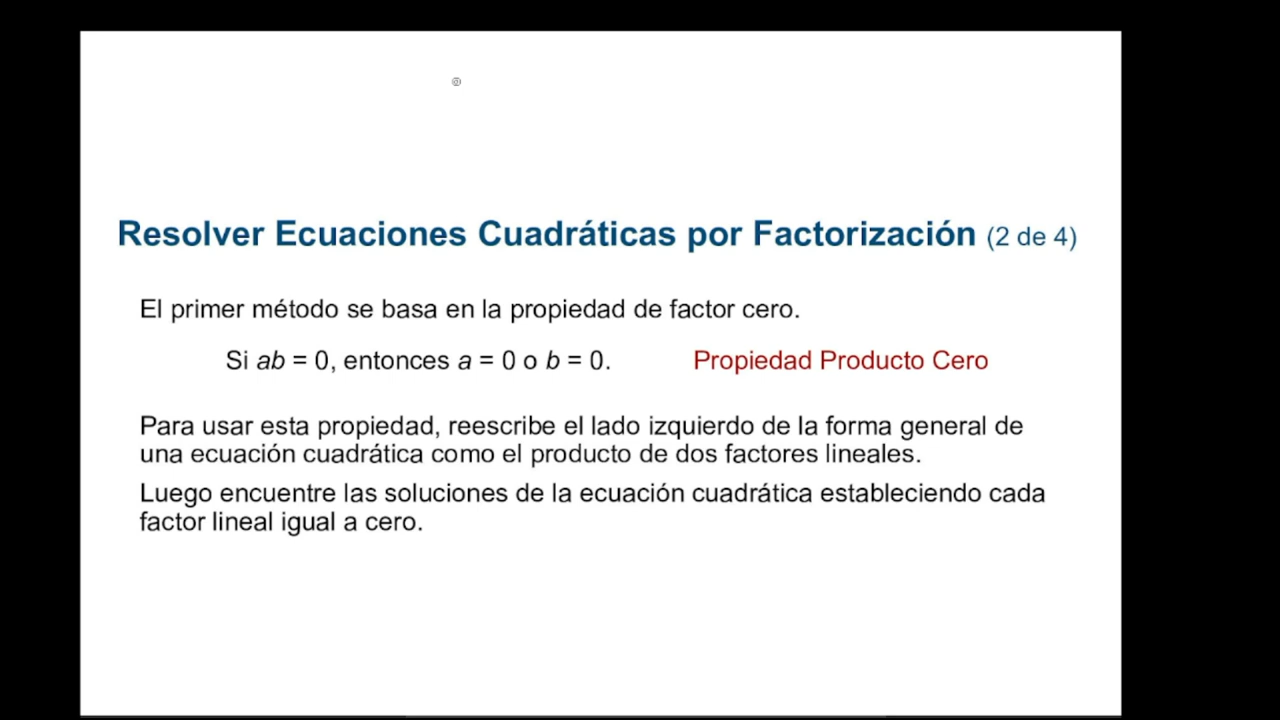 Resolver Ecuaciones Cuadráticas por Factorización (2 de 4)
El primer método se basa en la propiedad de factor cero.
Si ab = 0, entonces a = 0 o b = 0. Propiedad Producto Cero
Para usar esta propiedad, reescribe el lado izquierdo de la forma general de
una ecuación cuadrática como el producto de dos factores lineales.
Luego encuentre las soluciones de la ecuación cuadrática estableciendo cada
factor lineal igual a cero.